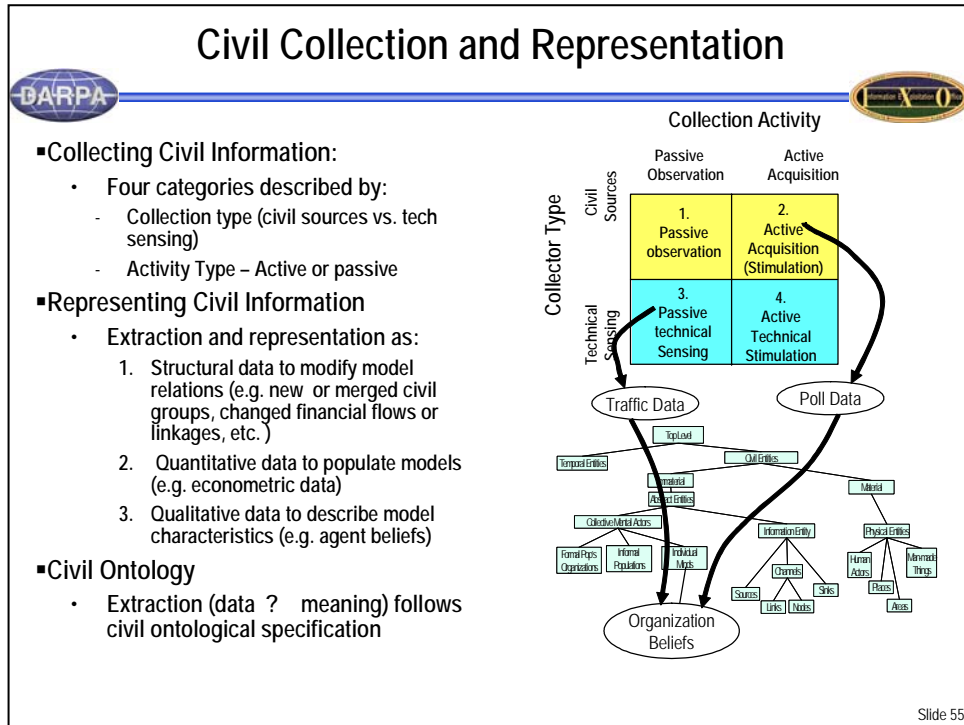 Civil Collection and Representation
DARPA
Information Exploitation Office
I X O
▪Collecting Civil Information:
• Four categories described by:
- Collection type (civil sources vs. tech
sensing)
- Activity Type – Active or passive
▪Representing Civil Information
• Extraction and representation as:
1. Structural data to modify model
relations (e.g. new or merged civil
groups, changed financial flows or
linkages, etc. )
2. Quantitative data to populate models
(e.g. econometric data)
3. Qualitative data to describe model
characteristics (e.g. agent beliefs)
▪Civil Ontology
• Extraction (data ? meaning) follows
civil ontological specification
Collection Activity
Passive
Observation
Active
Acquisition
Collector Type
Civil
Sources
Technical
Sensing
1.
Passive
observation
2.
Active
Acquisition
(Stimulation)
3.
Passive
technical
Sensing
4.
Active
Technical
Stimulation
Traffic Data
Poll Data
Top Level
Temporal Entities
Civil Entities
Immaterial
Material
Abstract Entities
Collective Mental Actors
Information Entity
Physical Entities
Formal Pop's
Organizations
Informal
Populations
Individual
Minds
Channels
Sources
Links
Nodes
Sinks
Human
Actors
Man-made
Things
Places
Areas
Organization
Beliefs
Slide 55